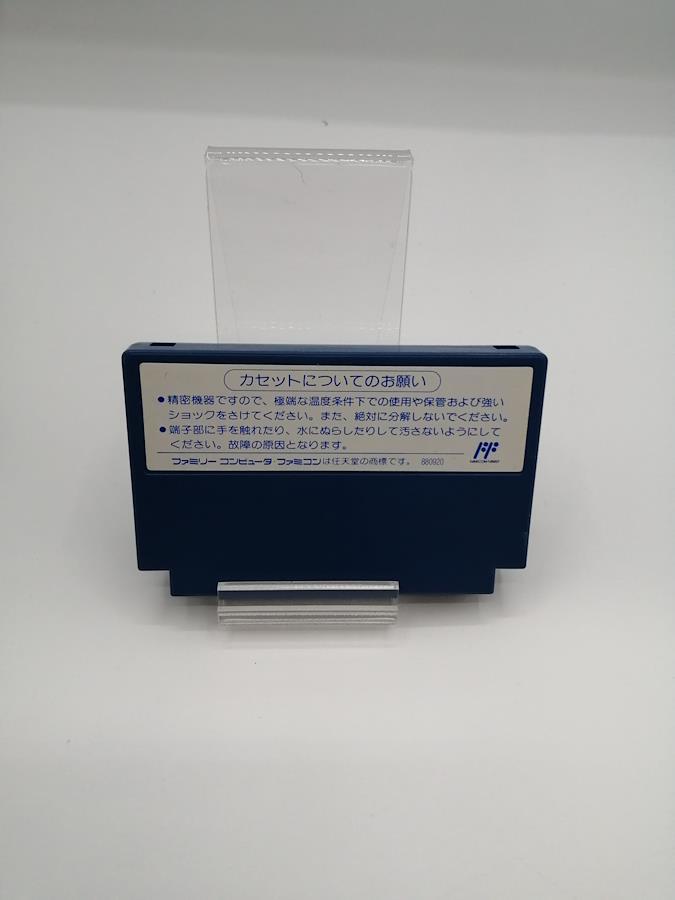 カセットについてのお願い
●精密機器ですので、極端な温度条件下での使用や保管および強い
ショックをさけてください。また、絶対に分解しないでください。
●端子部に手を触れたり、水にぬらしたりして汚さないようにして
ください。故障の原因となります。
FAMICOM FAMILY
ファミリー コンピュータ・ファミコンは任天堂の商標です。 880920